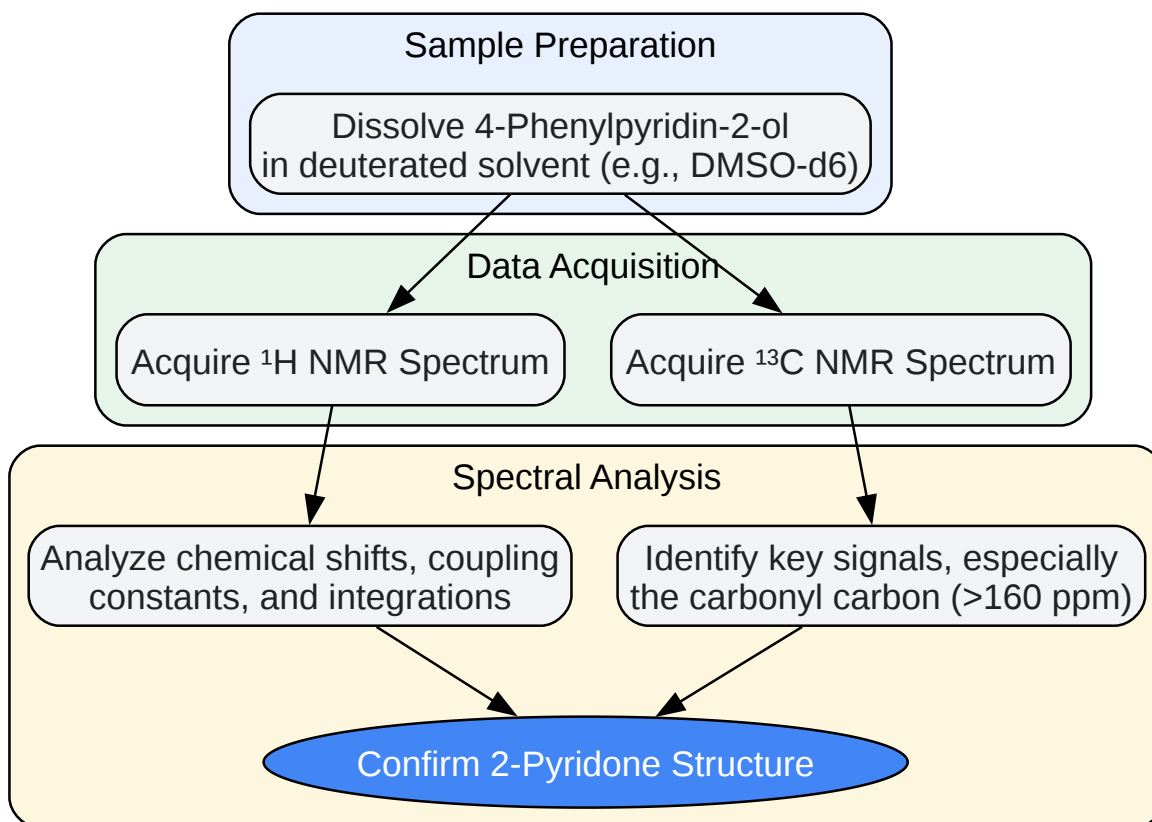 Sample Preparation
Dissolve 4-Phenylpyridin-2-ol
in deuterated solvent (e.g., DMSO-d6)
Data Acquisition
Acquire ¹H NMR Spectrum
Acquire ¹³C NMR Spectrum
Spectral Analysis
Analyze chemical shifts, coupling
constants, and integrations
Identify key signals, especially
the carbonyl carbon (>160 ppm)
Confirm 2-Pyridone Structure